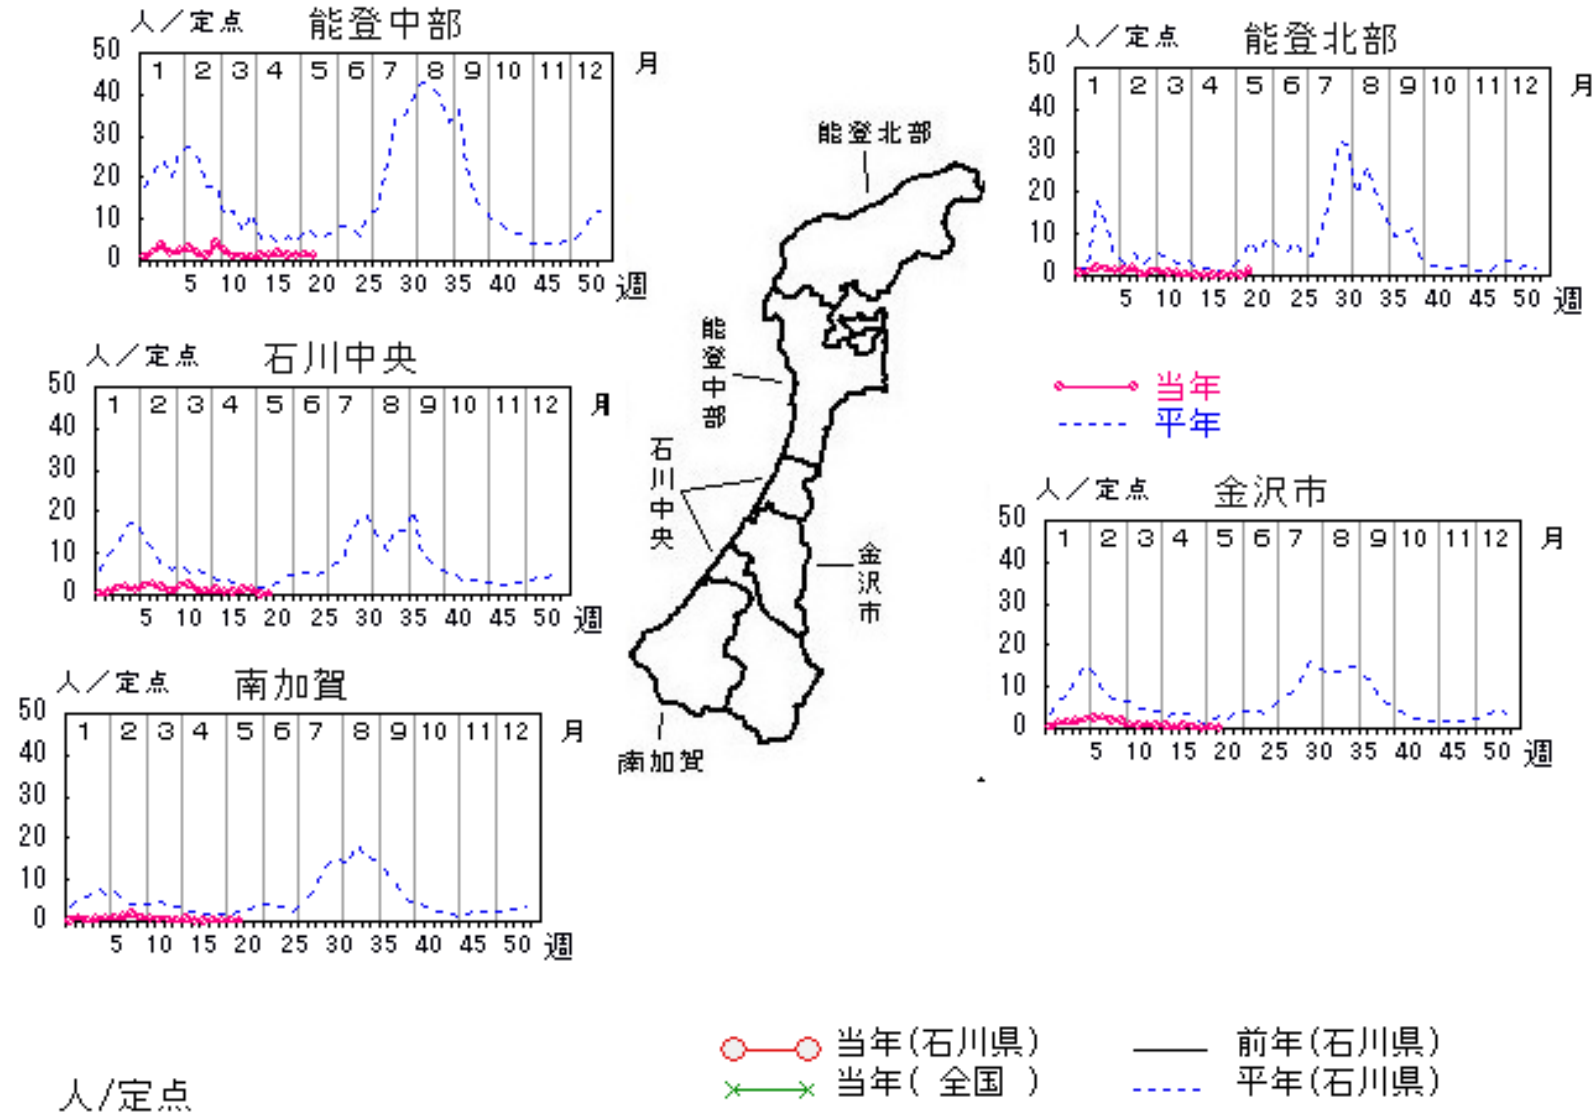 人／定点 能登中部
50 40 30 20 10 0
1 2 3 4 5 6 7 8 9 10 11 12 月
5 10 15 20 25 30 35 40 45 50 週
人／定点 能登北部
50 40 30 20 10 0
1 2 3 4 5 6 7 8 9 10 11 12 月
5 10 15 20 25 30 35 40 45 50 週
能登北部
能登中部
石川中央
金沢市
南加賀
人／定点 石川中央
50 40 30 20 10 0
1 2 3 4 5 6 7 8 9 10 11 12 月
5 10 15 20 25 30 35 40 45 50 週
当年
平年
人／定点 金沢市
50 40 30 20 10 0
1 2 3 4 5 6 7 8 9 10 11 12 月
5 10 15 20 25 30 35 40 45 50 週
人／定点 南加賀
50 40 30 20 10 0
1 2 3 4 5 6 7 8 9 10 11 12 月
5 10 15 20 25 30 35 40 45 50 週
当年(石川県) 前年(石川県)
当年( 全国 ) 平年(石川県)
人/定点